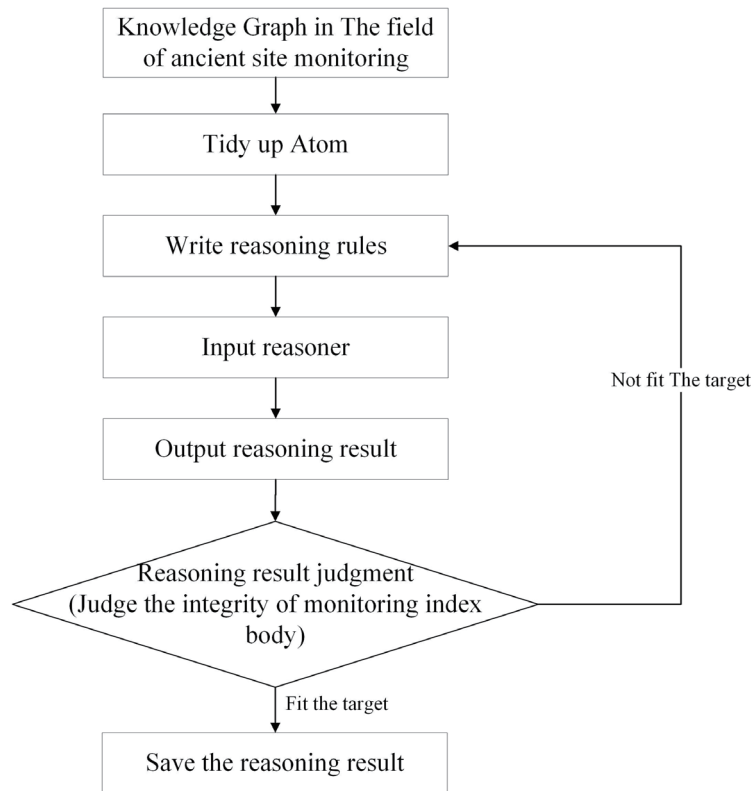 Knowledge Graph in The field
of ancient site monitoring
Tidy up Atom
Write reasoning rules
Input reasoner
Not fit The target
Output reasoning result
Reasoning result judgment
(Judge the integrity of monitoring index
body)
Fit the target
Save the reasoning result